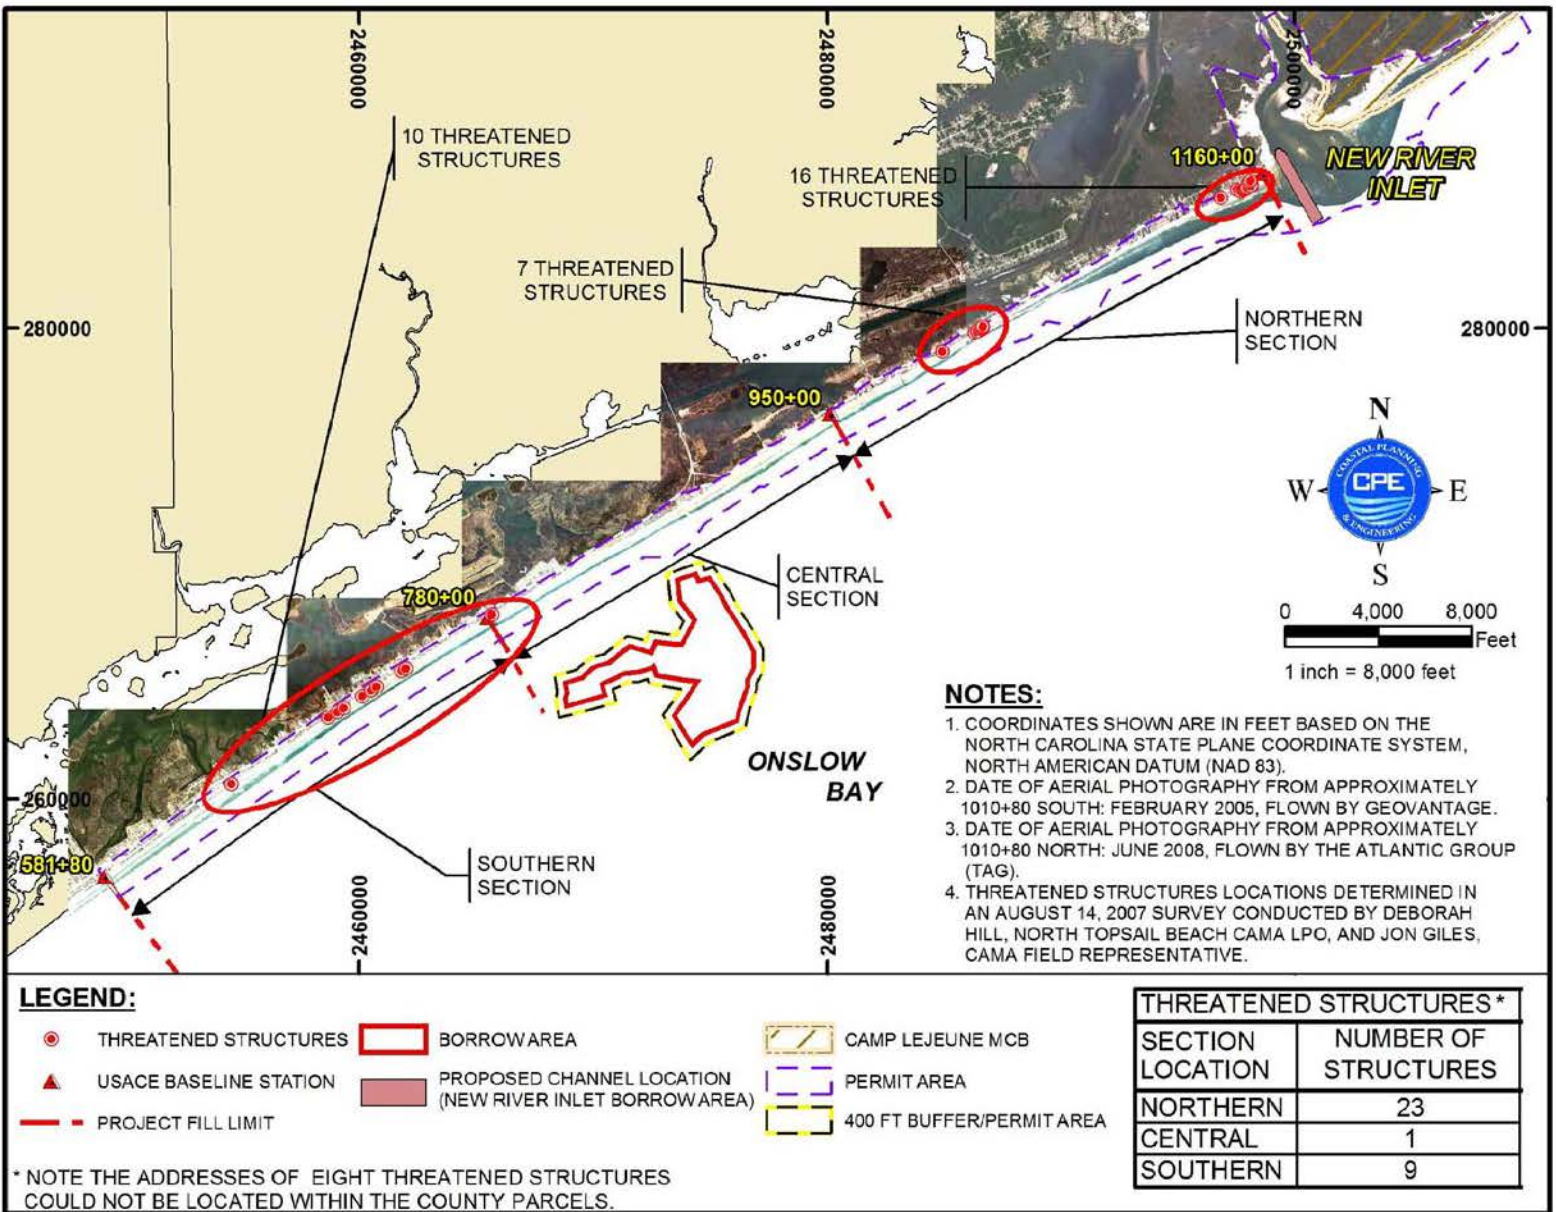 2460000
2480000
2500000
10 THREATENED
STRUCTURES
16 THREATENED
STRUCTURES
1160+00
NEW RIVER
INLET
7 THREATENED
STRUCTURES
280000
NORTHERN
SECTION
280000
950+00
N
W
COASTAL PLANNING
CPE
& ENGINEERING
E
S
CENTRAL
SECTION
780+00
0 4,000 8,000
Feet
1 inch = 8,000 feet
ONSLOW
BAY
260000
581+80
SOUTHERN
SECTION
2460000
2480000
NOTES:
1. COORDINATES SHOWN ARE IN FEET BASED ON THE
NORTH CAROLINA STATE PLANE COORDINATE SYSTEM,
NORTH AMERICAN DATUM (NAD 83).
2. DATE OF AERIAL PHOTOGRAPHY FROM APPROXIMATELY
1010+80 SOUTH: FEBRUARY 2005, FLOWN BY GEOVANTAGE.
3. DATE OF AERIAL PHOTOGRAPHY FROM APPROXIMATELY
1010+80 NORTH: JUNE 2008, FLOWN BY THE ATLANTIC GROUP
(TAG).
4. THREATENED STRUCTURES LOCATIONS DETERMINED IN
AN AUGUST 14, 2007 SURVEY CONDUCTED BY DEBORAH
HILL, NORTH TOPSAIL BEACH CAMA LPO, AND JON GILES,
CAMA FIELD REPRESENTATIVE.
LEGEND:
THREATENED STRUCTURES
USACE BASELINE STATION
PROJECT FILL LIMIT
BORROW AREA
PROPOSED CHANNEL LOCATION
(NEW RIVER INLET BORROW AREA)
CAMP LEJEUNE MCB
PERMIT AREA
400 FT BUFFER/PERMIT AREA
* NOTE THE ADDRESSES OF EIGHT THREATENED STRUCTURES
COULD NOT BE LOCATED WITHIN THE COUNTY PARCELS.
THREATENED STRUCTURES*
SECTION
LOCATION
NUMBER OF
STRUCTURES
NORTHERN 23
CENTRAL 1
SOUTHERN 9